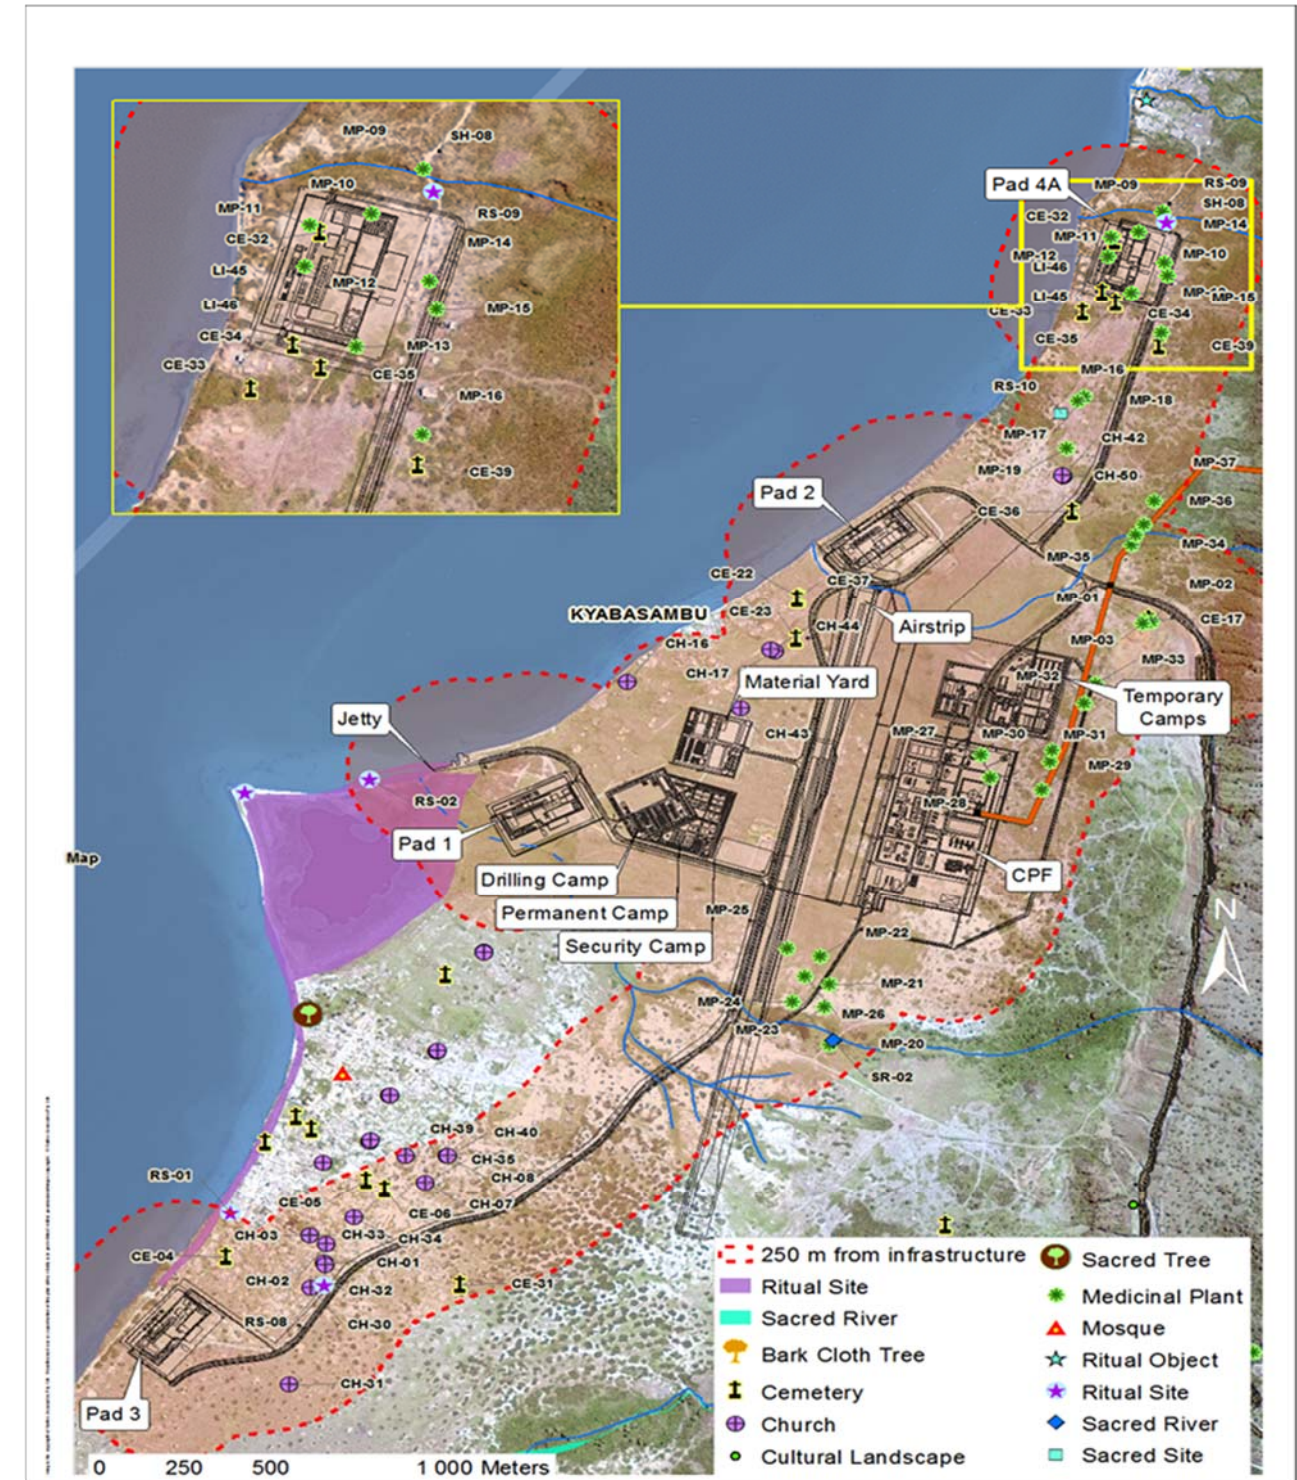 MP-09
SH-08
MP-10
MP-11
RS-09
CE-32
MP-14
LI-45
MP-12
LI-46
MP-15
CE-34
MP-13
CE-33
CE-35
MP-16
CE-39
Pad 4A
MP-09
RS-09
SH-08
CE-32
MP-14
MP-11
MP-12
MP-10
LI-46
LI-45
MP-15
CE-33
CE-34
CE-35
CE-39
MP-16
RS-10
MP-18
MP-17
CH-42
MP-19
MP-37
CH-50
Pad 2
MP-36
CE-36
MP-34
MP-35
CE-22
CE-37
MP-02
CE-23
MP-01
KYABASAMBU
CE-17
CH-44
Airstrip
CH-16
MP-03
MP-33
CH-17
MP-32
Material Yard
Temporary
Camps
Jetty
CH-43
MP-27
MP-30
MP-31
MP-29
RS-02
MP-28
Pad 1
Map
CPF
Drilling Camp
Permanent Camp
MP-25
N
Security Camp
MP-22
MP-21
MP-24
MP-26
MP-23
MP-20
SR-02
CH-39
CH-40
CH-35
RS-01
CH-08
CE-05
CH-07
CE-06
CH-03
CH-33
CH-34
CE-04
CH-01
CH-02
CH-32
CE-31
RS-08
CH-30
CH-31
Pad 3
250 m from infrastructure
Ritual Site
Sacred River
Bark Cloth Tree
Cemetery
Church
Cultural Landscape
Sacred Tree
Medicinal Plant
Mosque
Ritual Object
Ritual Site
Sacred River
Sacred Site
0 250 500 1 000 Meters